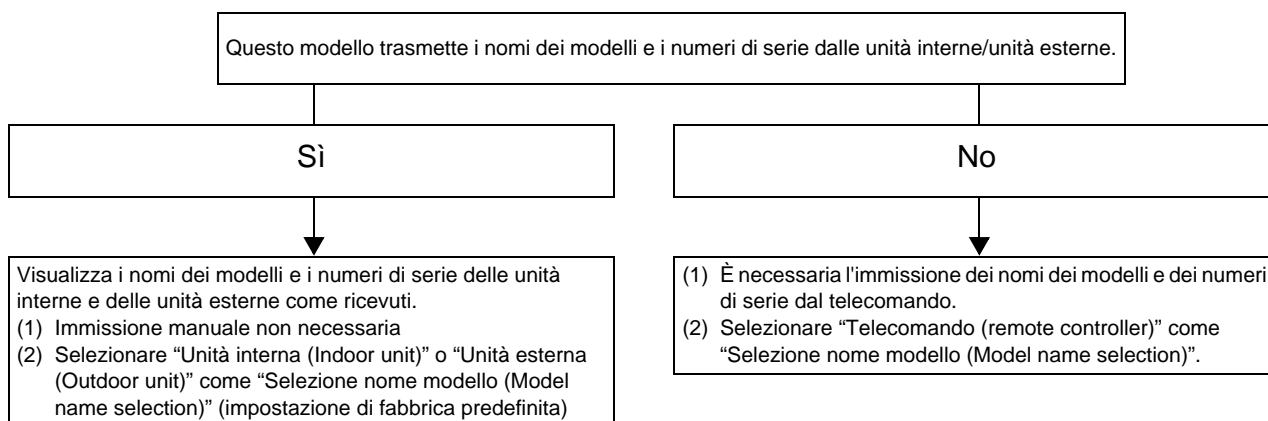 Questo modello trasmette i nomi dei modelli e i numeri di serie dalle unità interne/unità esterne.
Sì
No
Visualizza i nomi dei modelli e i numeri di serie delle unità
interne e delle unità esterne come ricevuti.
(1) Immissione manuale non necessaria
(2) Selezionare “Unità interna (Indoor unit)” o “Unità esterna
(Outdoor unit)” come “Selezione nome modello (Model
name selection)” (impostazione di fabbrica predefinita)
(1) È necessaria l'immissione dei nomi dei modelli e dei numeri
di serie dal telecomando.
(2) Selezionare “Telecomando (remote controller)” come
“Selezione nome modello (Model name selection)”.